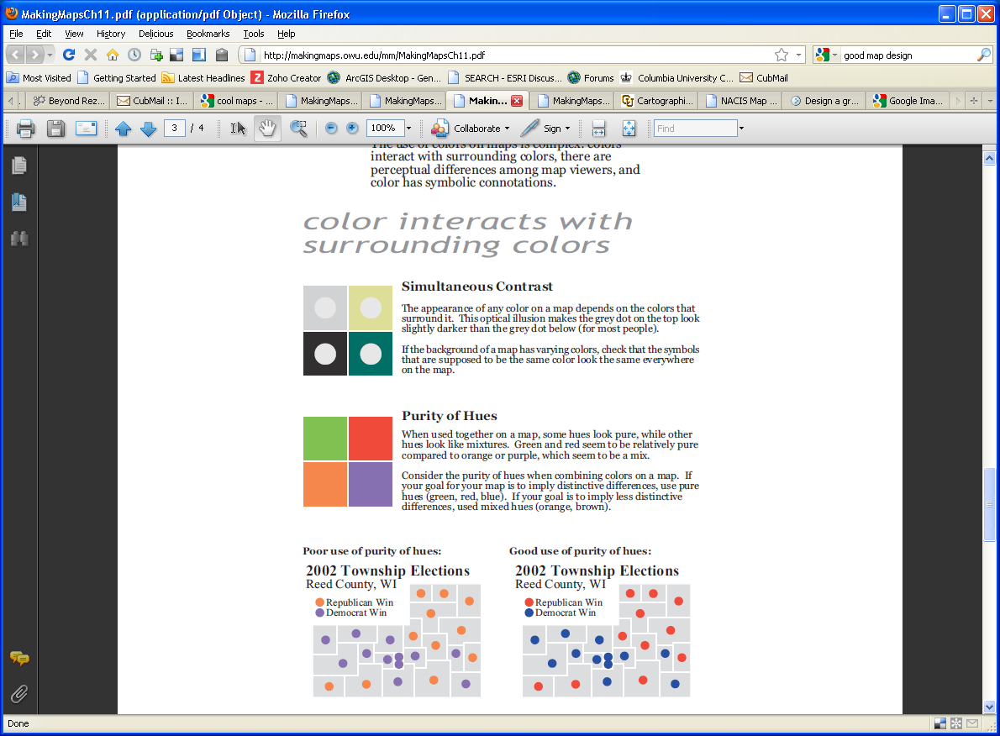 MakingMapsCh11.pdf (application/pdf Object) - Mozilla Firefox
File Edit View History Delicious Bookmarks Tools Help
http://makingmaps.owu.edu/mm/MakingMapsCh11.pdf
good map design
Most Visited Getting Started Latest Headlines Zoho Creator ArcGIS Desktop - Gen... SEARCH - ESRI Discus... Forums Columbia University C... CubMail
Beyond Rez... CubMail :: I... cool maps - ... MakingMaps... MakingMaps... Makin... MakingMaps... Cartographi... NACIS Map ... Design a gr... Google Ima...
3 / 4 100% Collaborate Sign Find
The use of colors on maps is complex: colors
interact with surrounding colors, there are
perceptual differences among map viewers, and
color has symbolic connotations.
color interacts with
surrounding colors
Simultaneous Contrast
The appearance of any color on a map depends on the colors that
surround it. This optical illusion makes the grey dot on the top look
slightly darker than the grey dot below (for most people).
If the background of a map has varying colors, check that the symbols
that are supposed to be the same color look the same everywhere
on the map.
Purity of Hues
When used together on a map, some hues look pure, while other
hues look like mixtures. Green and red seem to be relatively pure
compared to orange or purple, which seem to be a mix.
Consider the purity of hues when combining colors on a map. If
your goal for your map is to imply distinctive differences, use pure
hues (green, red, blue). If your goal is to imply less distinctive
differences, used mixed hues (orange, brown).
Poor use of purity of hues:
2002 Township Elections
Reed County, WI
Republican Win
Democrat Win
Good use of purity of hues:
2002 Township Elections
Reed County, WI
Republican Win
Democrat Win
Done